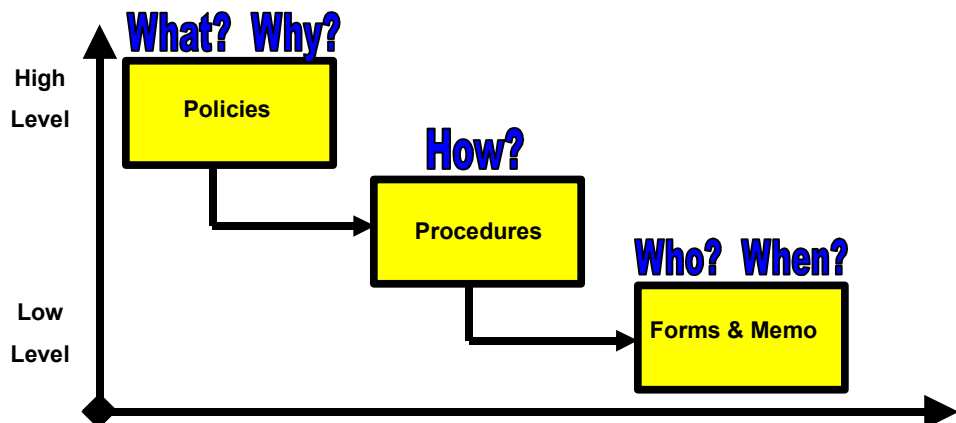 What? Why?
High
Level
Policies
How?
Procedures
Who? When?
Low
Level
Forms & Memo